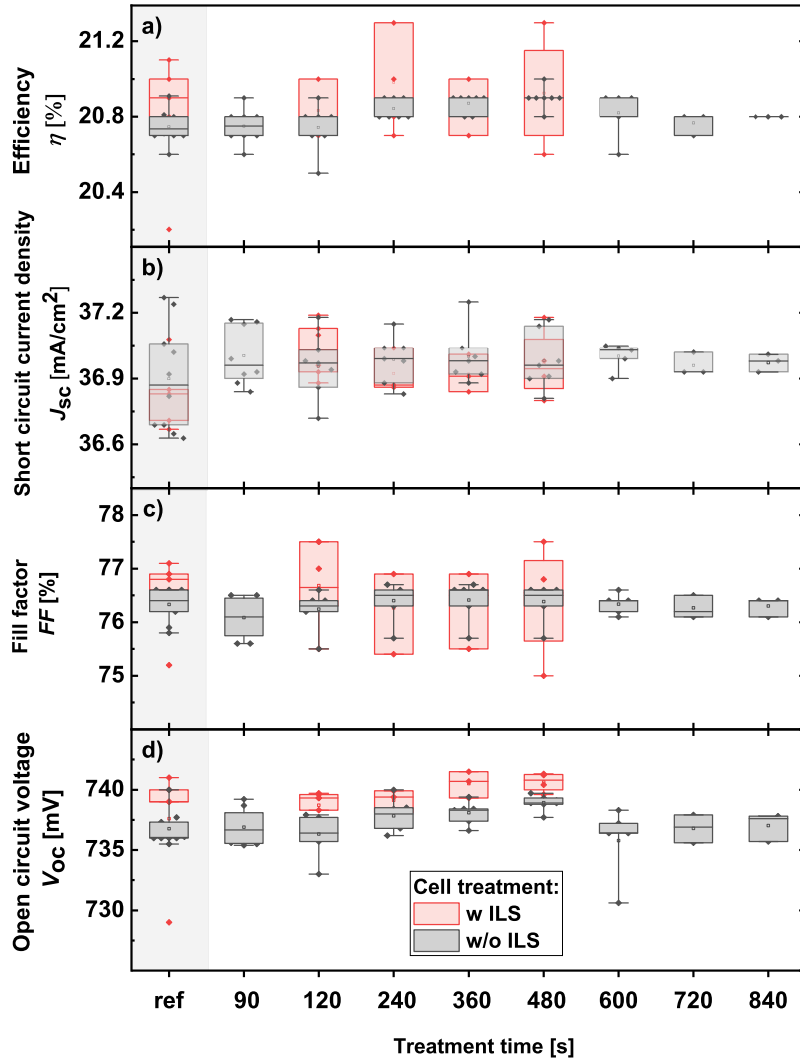 a)
Efficiency
η [%]
21.2
20.8
20.4
b)
Short circuit current density
Jsc [mA/cm²]
37.2
36.9
36.6
c)
Fill factor
FF [%]
78
77
76
75
d)
Open circuit voltage
Voc [mV]
740
735
730
Cell treatment:
w ILS
w/o ILS
ref 90 120 240 360 480 600 720 840
Treatment time [s]